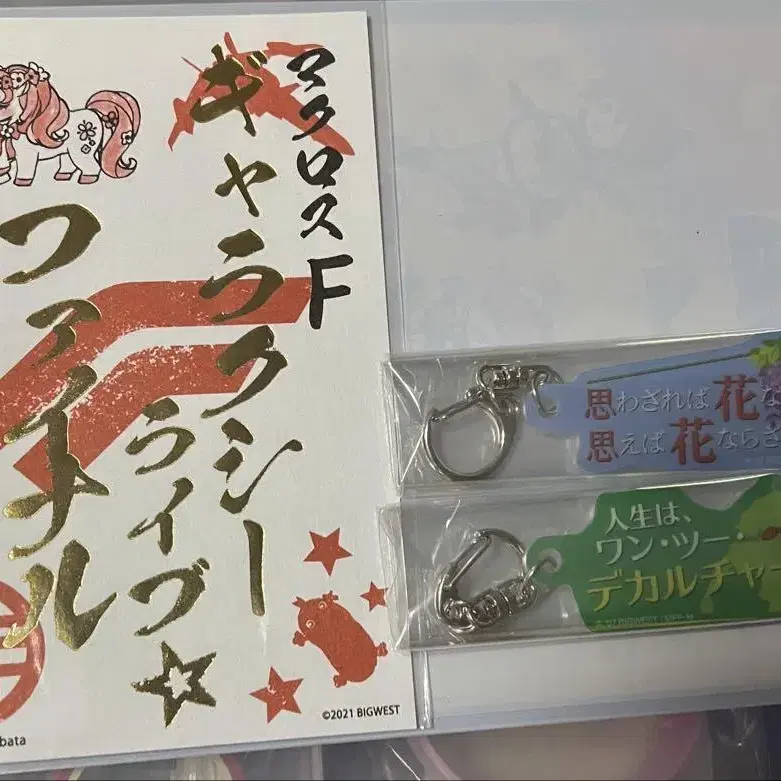 マクロスF
ギャラクシー
ライブ☆
ファイナル
©2021 BIGWEST
bata
思わざれば花な
思えば花ならざ
人生は、
ワン・ツー・
デカルチャー